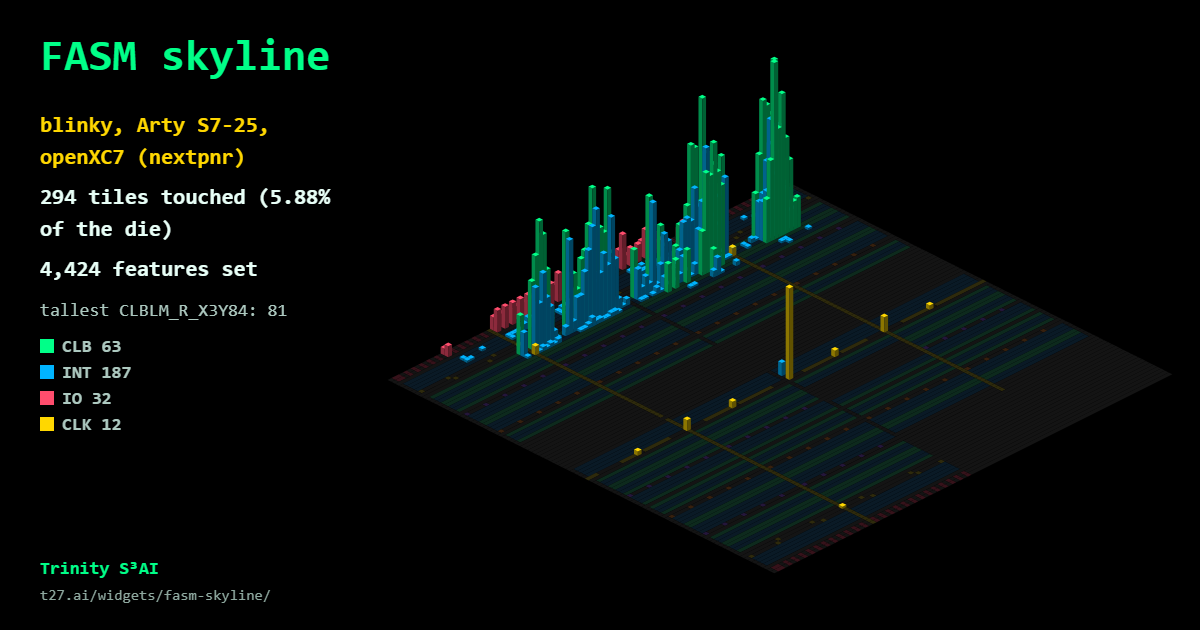 FASM skyline
blinky, Arty S7-25,
openXC7 (nextpnr)
294 tiles touched (5.88%
of the die)
4,424 features set
tallest CLBLM_R_X3Y84: 81
CLB 63
INT 187
IO 32
CLK 12
Trinity S³AI
t27.ai/widgets/fasm-skyline/